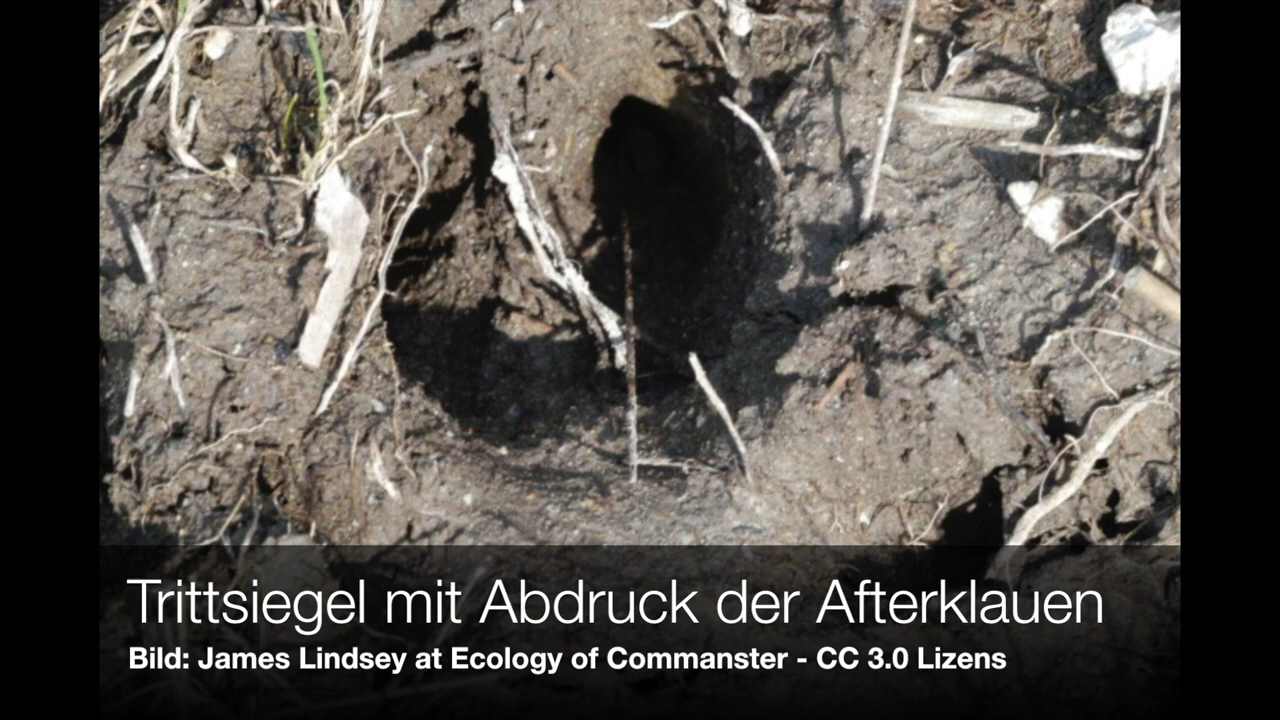 Trittsiegel mit Abdruck der Afterklauen
Bild: James Lindsey at Ecology of Commanster - CC 3.0 Lizens